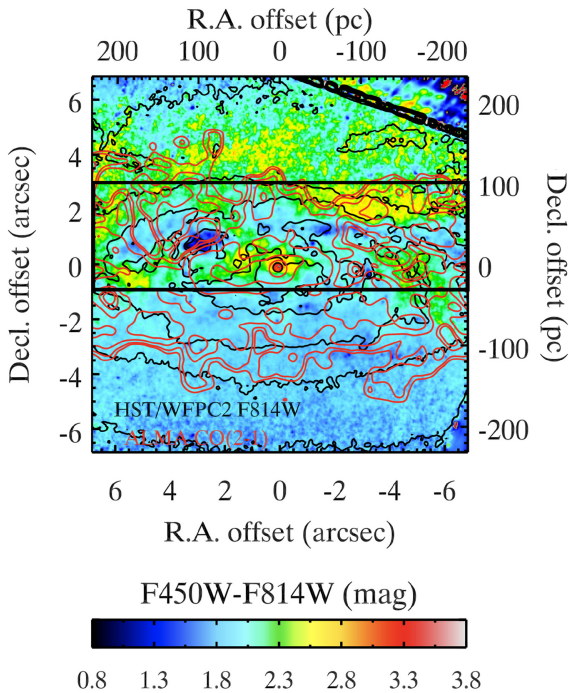 R.A. offset (pc)
200 100 0 -100 -200
6 200
4
2 100
0 0
-2
-4 -100
-6 -200
Decl. offset (arcsec)
Decl. offset (pc)
HST/WFPC2 F814W
ALMA CO(2-1)
6 4 2 0 -2 -4 -6
R.A. offset (arcsec)
F450W-F814W (mag)
0.8 1.3 1.8 2.3 2.8 3.3 3.8